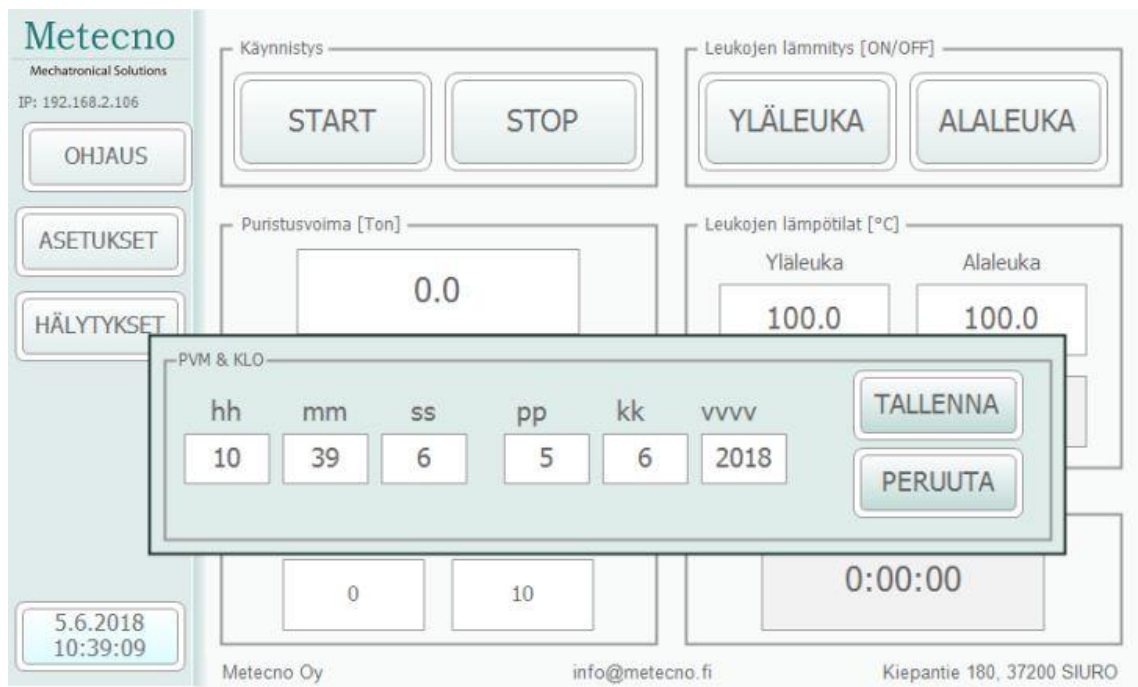 Metecno
Mechatronical Solutions
IP: 192.168.2.106
OHJAUS
ASETUKSET
HÄLYTYKSET
5.6.2018
10:39:09
Käynnistys
START STOP
Leukojen lämmitys [ON/OFF]
YLÄLEUKA ALALEUKA
Puristusvoima [Ton]
0.0
Leukojen lämpötilat [°C]
Yläleuka Alaleuka
100.0 100.0
PVM & KLO
hh mm ss pp kk vvvv
10 39 6 5 6 2018
TALLENNA
PERUUTA
0 10
0:00:00
Metecno Oy info@metecno.fi Kiepantie 180, 37200 SIURO